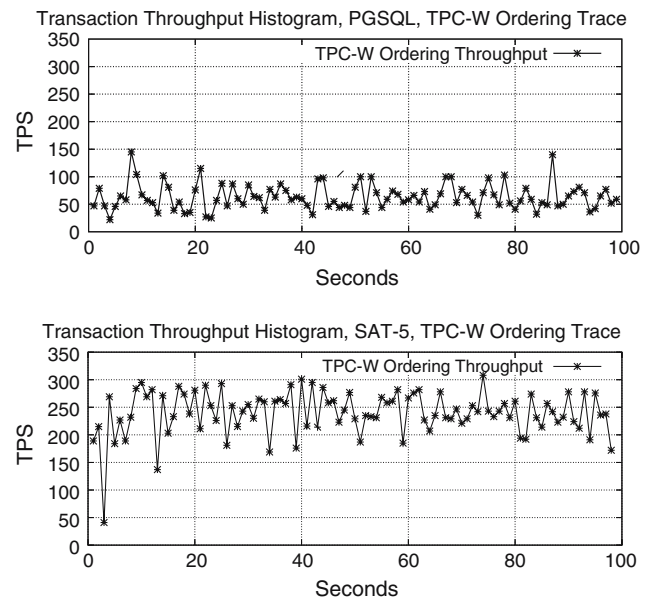 Transaction Throughput Histogram, PGSQL, TPC-W Ordering Trace
350
300
250
200
150
100
50
0
TPS
TPC-W Ordering Throughput
0 20 40 60 80 100
Seconds
Transaction Throughput Histogram, SAT-5, TPC-W Ordering Trace
350
300
250
200
150
100
50
0
TPS
TPC-W Ordering Throughput
0 20 40 60 80 100
Seconds